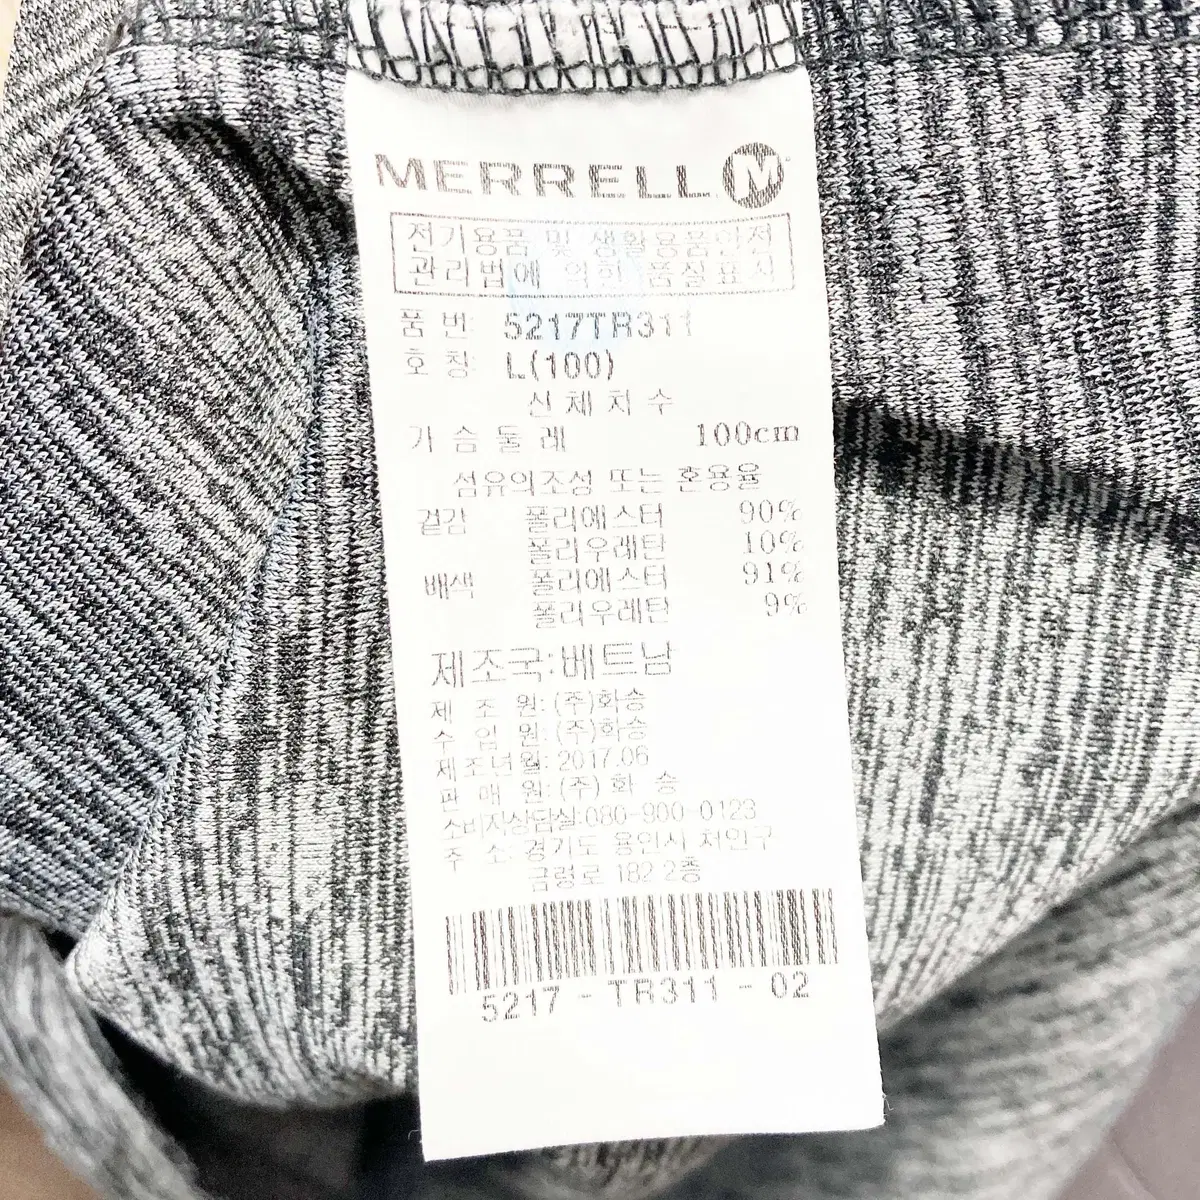 MERRELL M
전기용품 및 생활용품안전
관리법에 의한 품질표시
품 번: 5217TR311
호 칭: L(100)
신체치수
가슴둘레 100cm
섬유의조성 또는 혼용율
겉감 폴리에스터 90%
폴리우레탄 10%
배색 폴리에스터 91%
폴리우레탄 9%
제조국:베트남
제 조 원: (주)화승
수 입 원: (주)화승
제조년월: 2017.06
판 매 원: (주) 화 승
소비자상담실:080-900-0123
주 소: 경기도 용인시 처인구
금령로 182 2층
5217 - TR311 - 02